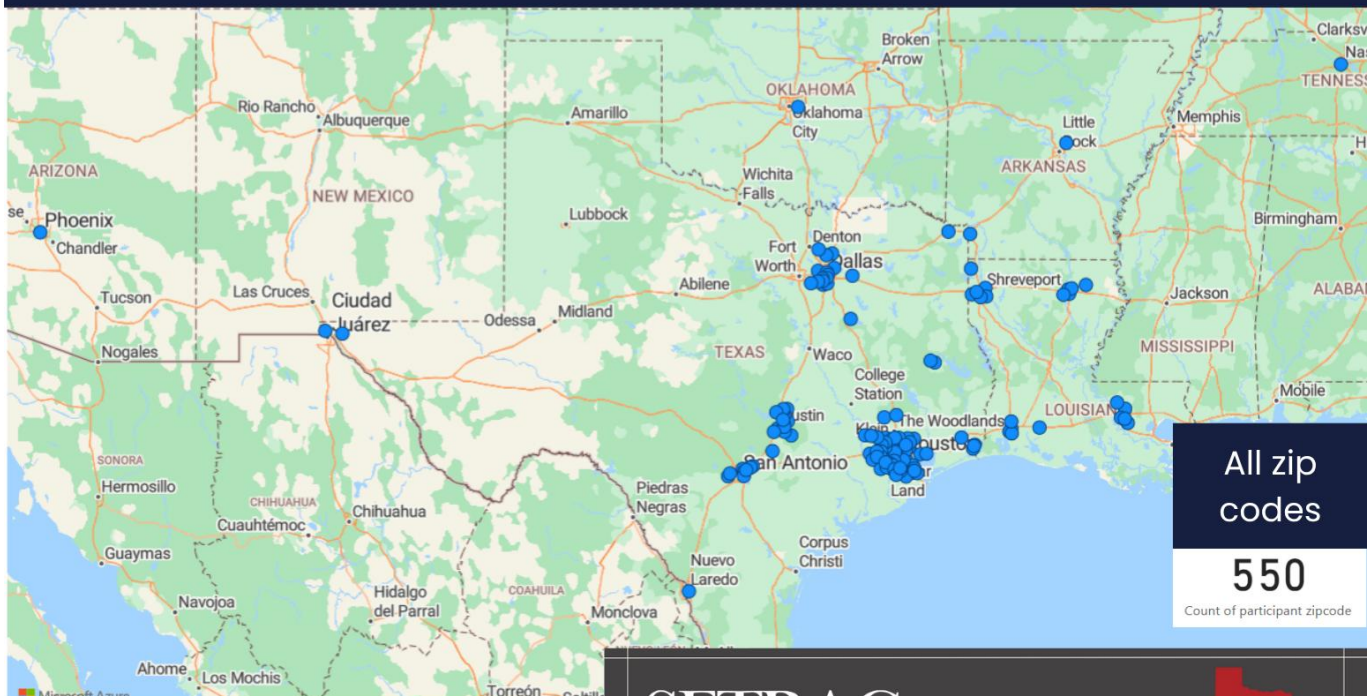 Broken
Arrow
Clarksv
Nas
TENNESS
OKLAHOMA
Oklahoma
City
Rio Rancho
Albuquerque
Amarillo
Little
Rock
Memphis
ARKANSAS
ARIZONA
NEW MEXICO
Wichita
Falls
Phoenix
Chandler
Lubbock
Birmingham
Fort
Worth
Denton
Dallas
Abilene
Shreveport
Las Cruces
Ciudad
Juárez
Tucson
Midland
Odessa
Jackson
ALABA
Nogales
TEXAS
Waco
MISSISSIPPI
College
Station
The Woodlands
LOUISIAN
Mobile
San Antonio
Land
SONORA
Hermosillo
CHIHUAHUA
Chihuahua
Cuauhtémoc
Piedras
Negras
Guaymas
Nuevo
Laredo
Corpus
Christi
Navojoa
Hidalgo
del Parral
COAHUILA
Monclova
Ahome
Los Mochis
Torreón
All zip
codes
550
Count of participant zipcode
Microsoft Azure